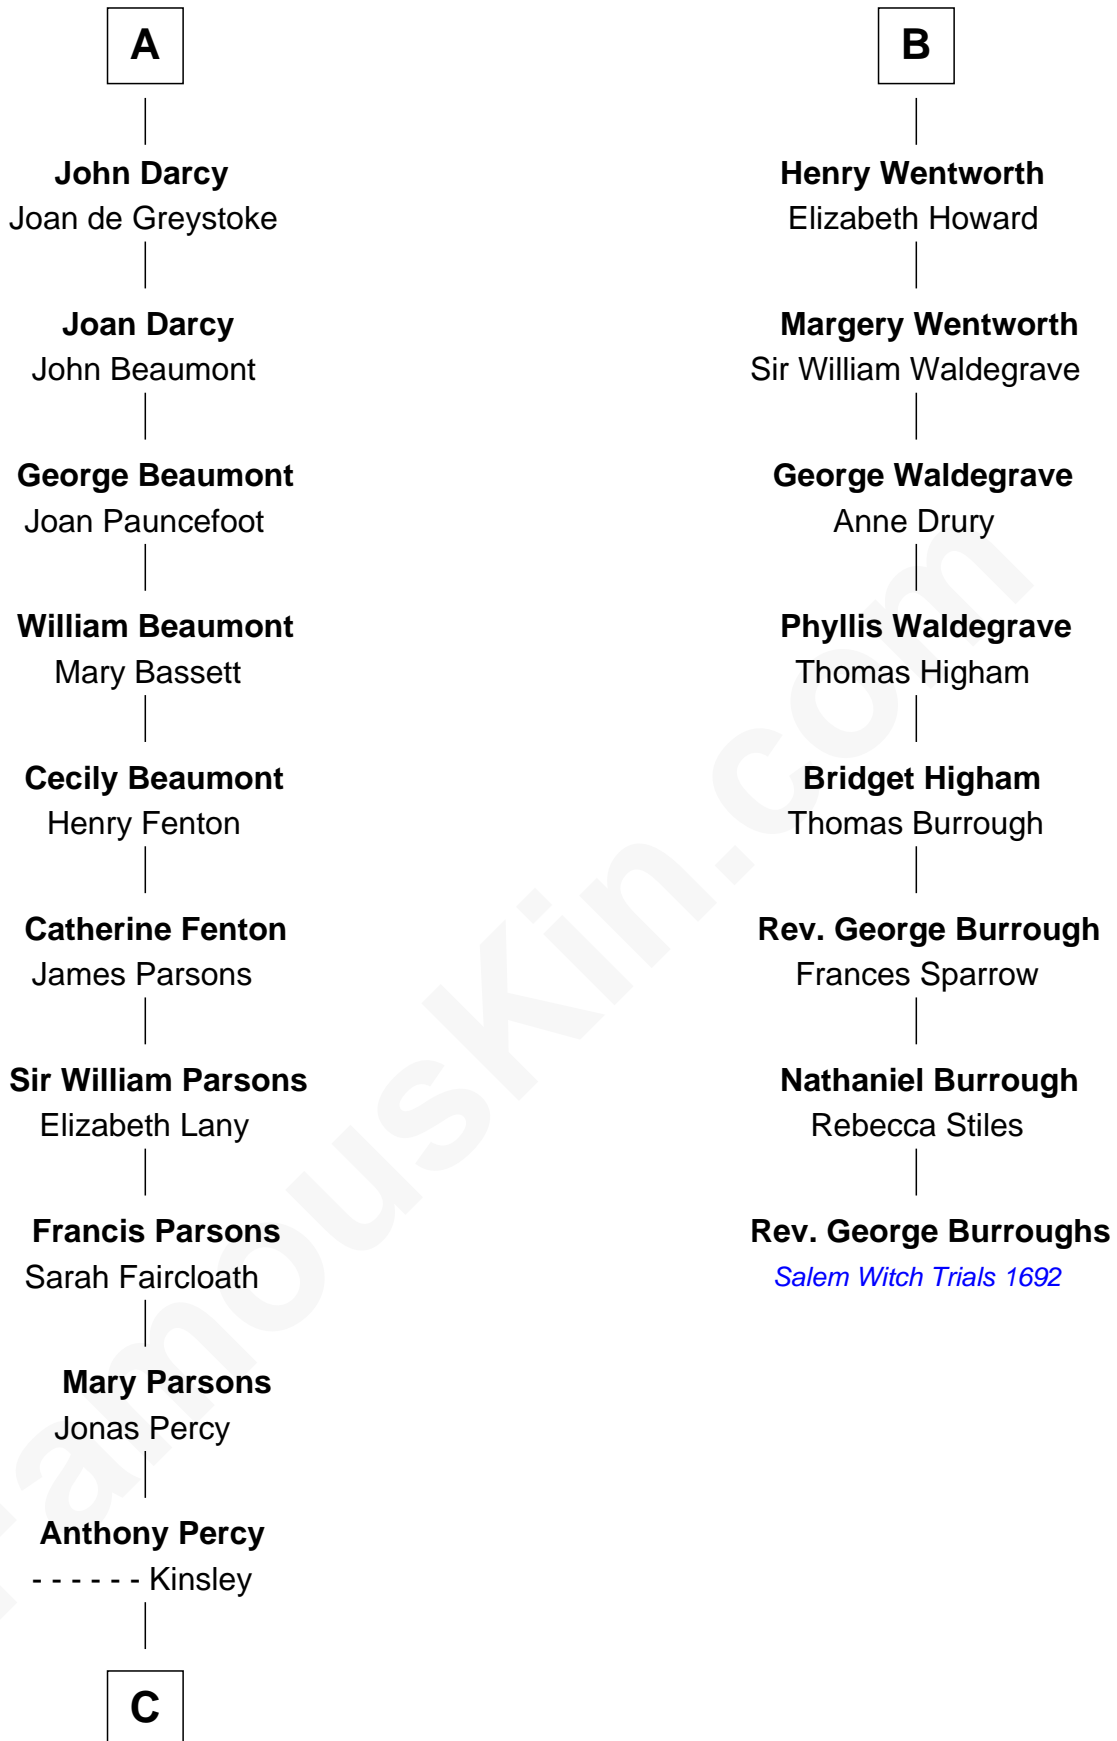 A
John Darcy
Joan de Greystoke
Joan Darcy
John Beaumont
George Beaumont
Joan Pauncefoot
William Beaumont
Mary Bassett
Cecily Beaumont
Henry Fenton
Catherine Fenton
James Parsons
Sir William Parsons
Elizabeth Lany
Francis Parsons
Sarah Faircloath
Mary Parsons
Jonas Percy
Anthony Percy
- - - - - - Kinsley
C
B
Henry Wentworth
Elizabeth Howard
Margery Wentworth
Sir William Waldegrave
George Waldegrave
Anne Drury
Phyllis Waldegrave
Thomas Higham
Bridget Higham
Thomas Burrough
Rev. George Burrough
Frances Sparrow
Nathaniel Burrough
Rebecca Stiles
Rev. George Burroughs
Salem Witch Trials 1692
FamousKin.com